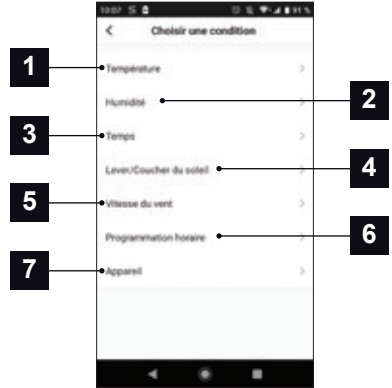 10:07 S 91 %
Choisir une condition
1 Température
Humidité 2
3 Temps
Lever/Coucher du soleil 4
5 Vitesse du vent
Programmation horaire 6
7 Appareil